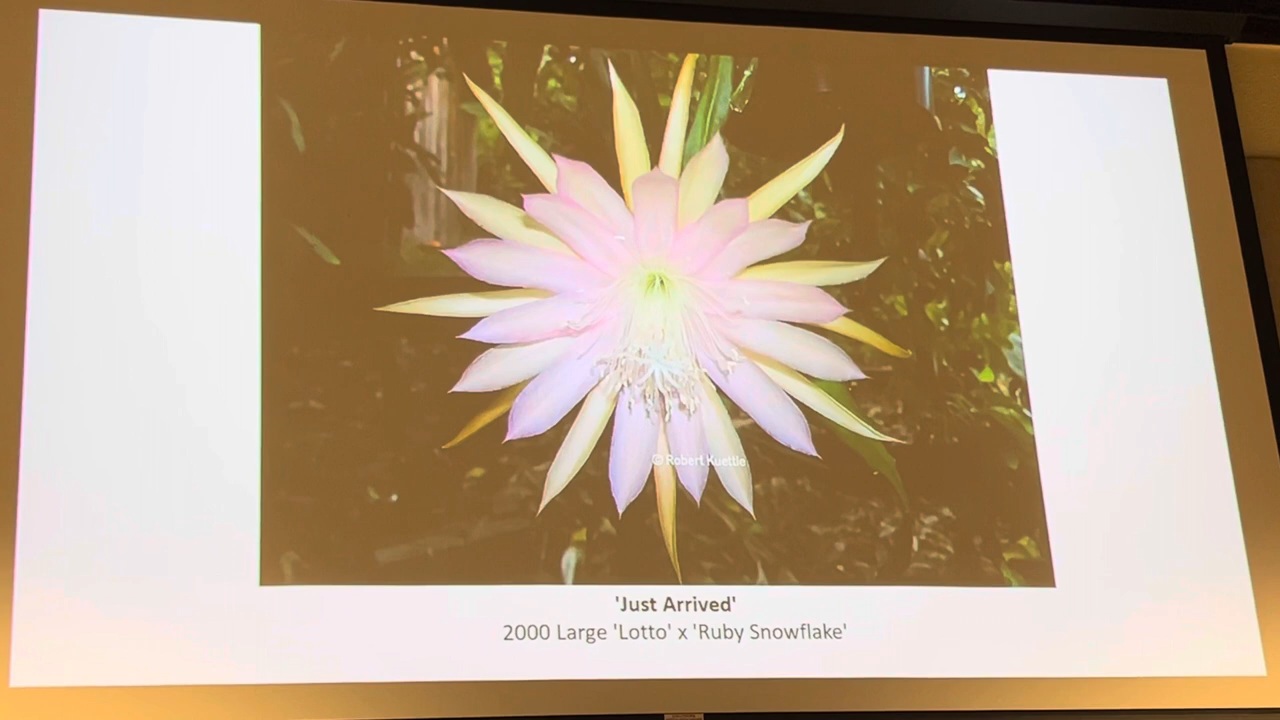 © Robert Kuettle
'Just Arrived'
2000 Large 'Lotto' x 'Ruby Snowflake'